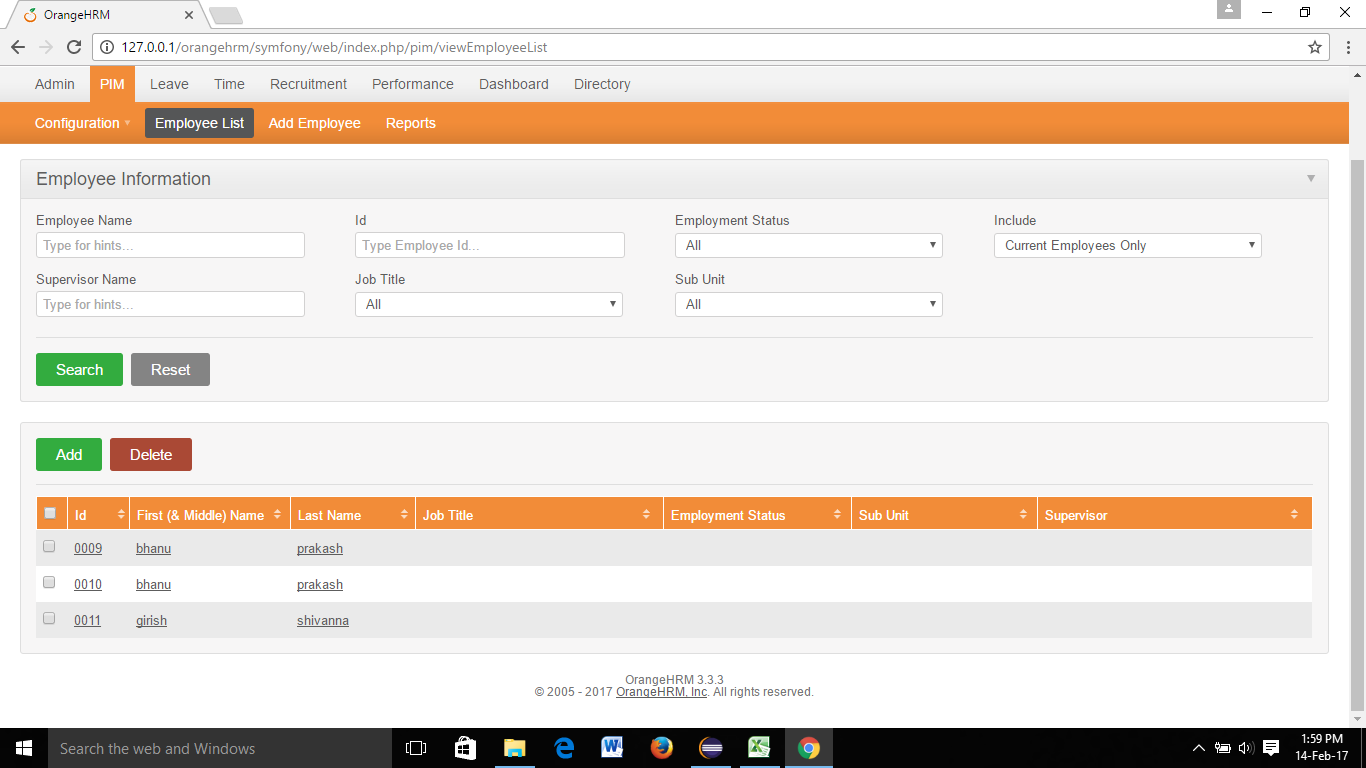 OrangeHRM
127.0.0.1/orangehrm/symfony/web/index.php/pim/viewEmployeeList
Admin PIM Leave Time Recruitment Performance Dashboard Directory
Configuration Employee List Add Employee Reports
Employee Information
Employee Name Id Employment Status Include
Type for hints... Type Employee Id... All Current Employees Only
Supervisor Name Job Title Sub Unit
Type for hints... All All
Search Reset
Add Delete
Id First (& Middle) Name Last Name Job Title Employment Status Sub Unit Supervisor
0009 bhanu prakash
0010 bhanu prakash
0011 girish shivanna
OrangeHRM 3.3.3
© 2005 - 2017 OrangeHRM, Inc. All rights reserved.
Search the web and Windows
1:59 PM
14-Feb-17